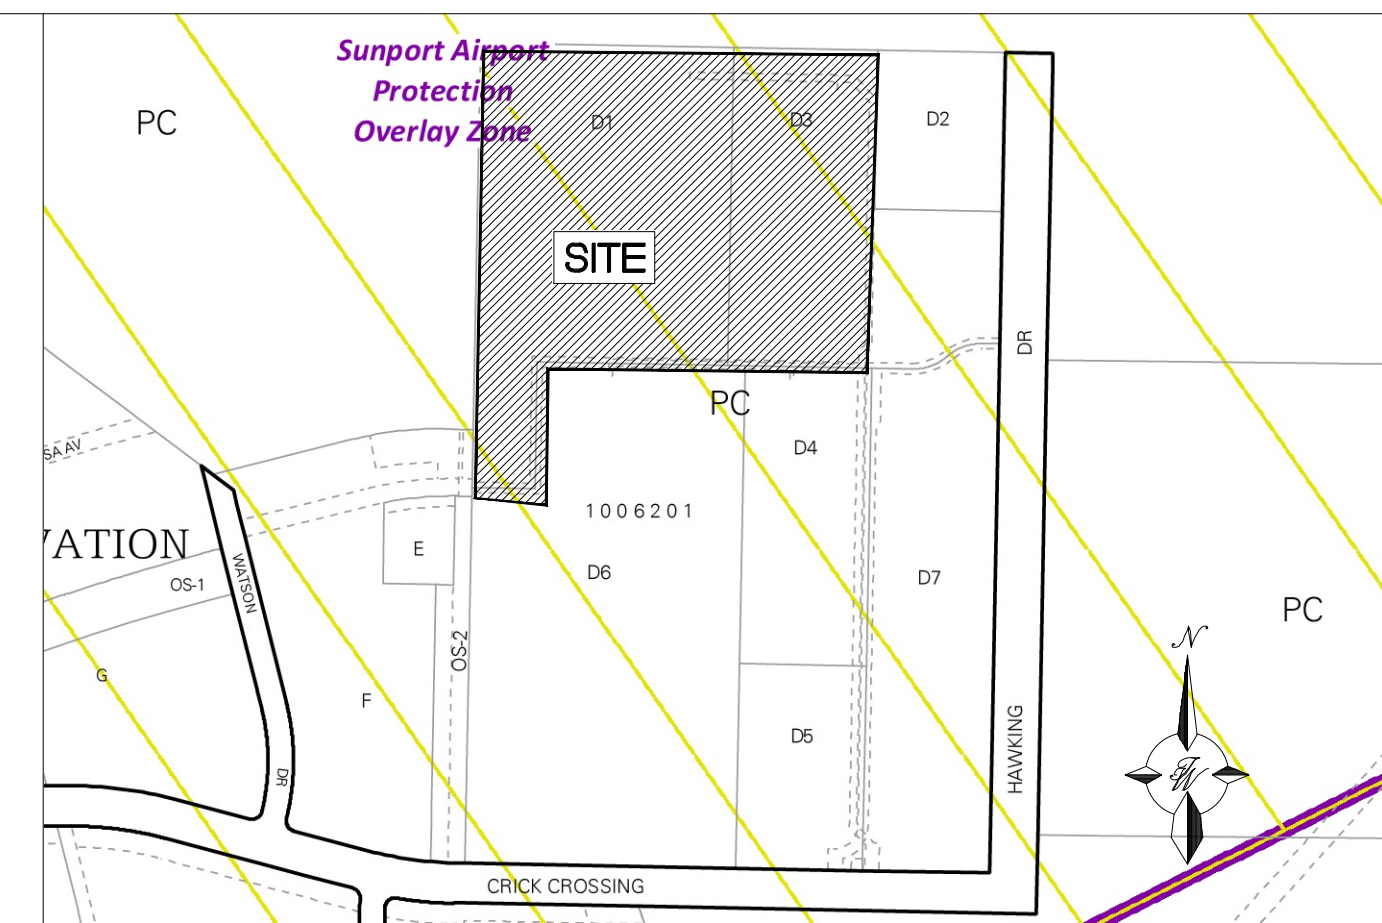 Sunport Airport
Protection
Overlay Zone
PC
D1
D3
D2
SITE
DR
PC
D4
SA AV
1006201
VATION
E
OS-1
WATSON
D6
D7
PC
N
OS-2
G
F
D5
HAWKING
DR
CRICK CROSSING